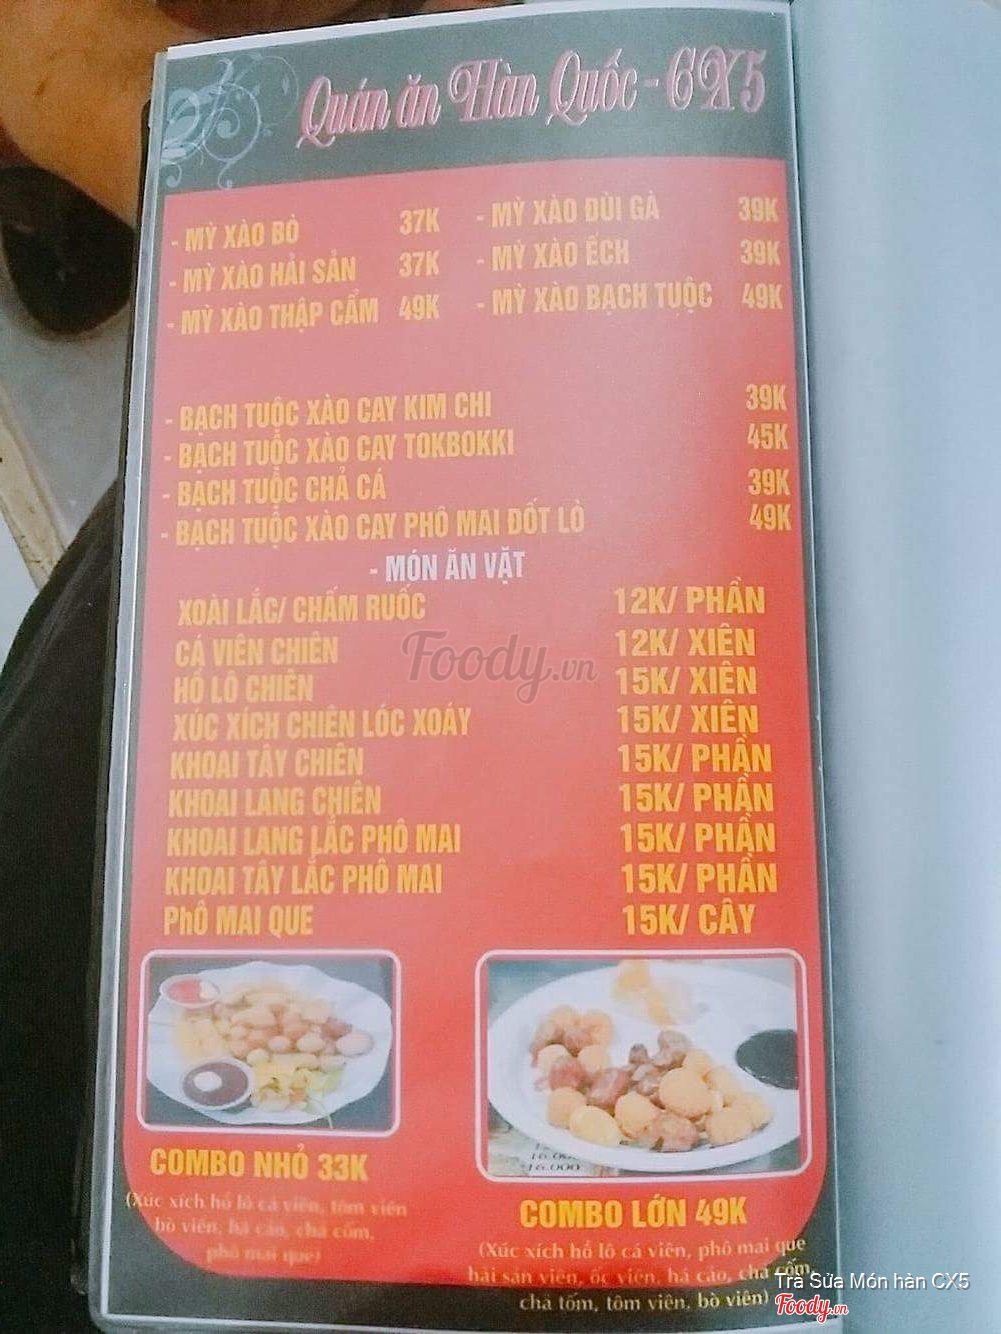 Quán ăn Hàn Quốc - CX5
- MỲ XÀO BÒ 37K
- MỲ XÀO HẢI SẢN 37K
- MỲ XÀO THẬP CẨM 49K
- MỲ XÀO ĐÙI GÀ 39K
- MỲ XÀO ẾCH 39K
- MỲ XÀO BẠCH TUỘC 49K
- BẠCH TUỘC XÀO CAY KIM CHI 39K
- BẠCH TUỘC XÀO CAY TOKBOKKI 45K
- BẠCH TUỘC CHẢ CÁ 39K
- BẠCH TUỘC XÀO CAY PHÔ MAI ĐỐT LÒ 49K
- MÓN ĂN VẶT
XOÀI LẮC/ CHẤM RUỐC 12K/ PHẦN
CÁ VIÊN CHIÊN 12K/ XIÊN
HỒ LÔ CHIÊN 15K/ XIÊN
XÚC XÍCH CHIÊN LÓC XOÁY 15K/ XIÊN
KHOAI TÂY CHIÊN 15K/ PHẦN
KHOAI LANG CHIÊN 15K/ PHẦN
KHOAI LANG LẮC PHÔ MAI 15K/ PHẦN
KHOAI TÂY LẮC PHÔ MAI 15K/ PHẦN
PhÔ MAI QUE 15K/ CÂY
Foody.vn
COMBO NHỎ 33K
(Xúc xích hồ lô cá viên, tôm viên
bò viên, há cảo, chả cốm,
phô mai que)
16.000
COMBO LỚN 49K
(Xúc xích hồ lô cá viên, phô mai que
hải sản viên, ốc viên, há cảo, chả cốm,
chả tôm, tôm viên, bò viên)
Trà Sửa Món hàn CX5
Foody.vn